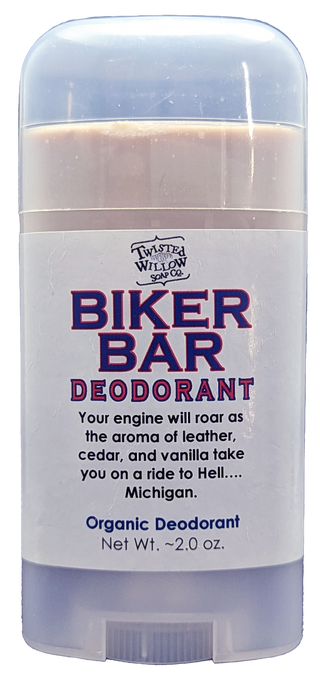 TWISTED
WILLOW
SOAP CO.
BIKER
BAR
DEODORANT
Your engine will roar as
the aroma of leather,
cedar, and vanilla take
you on a ride to Hell....
Michigan.
Organic Deodorant
Net Wt. ~2.0 oz.